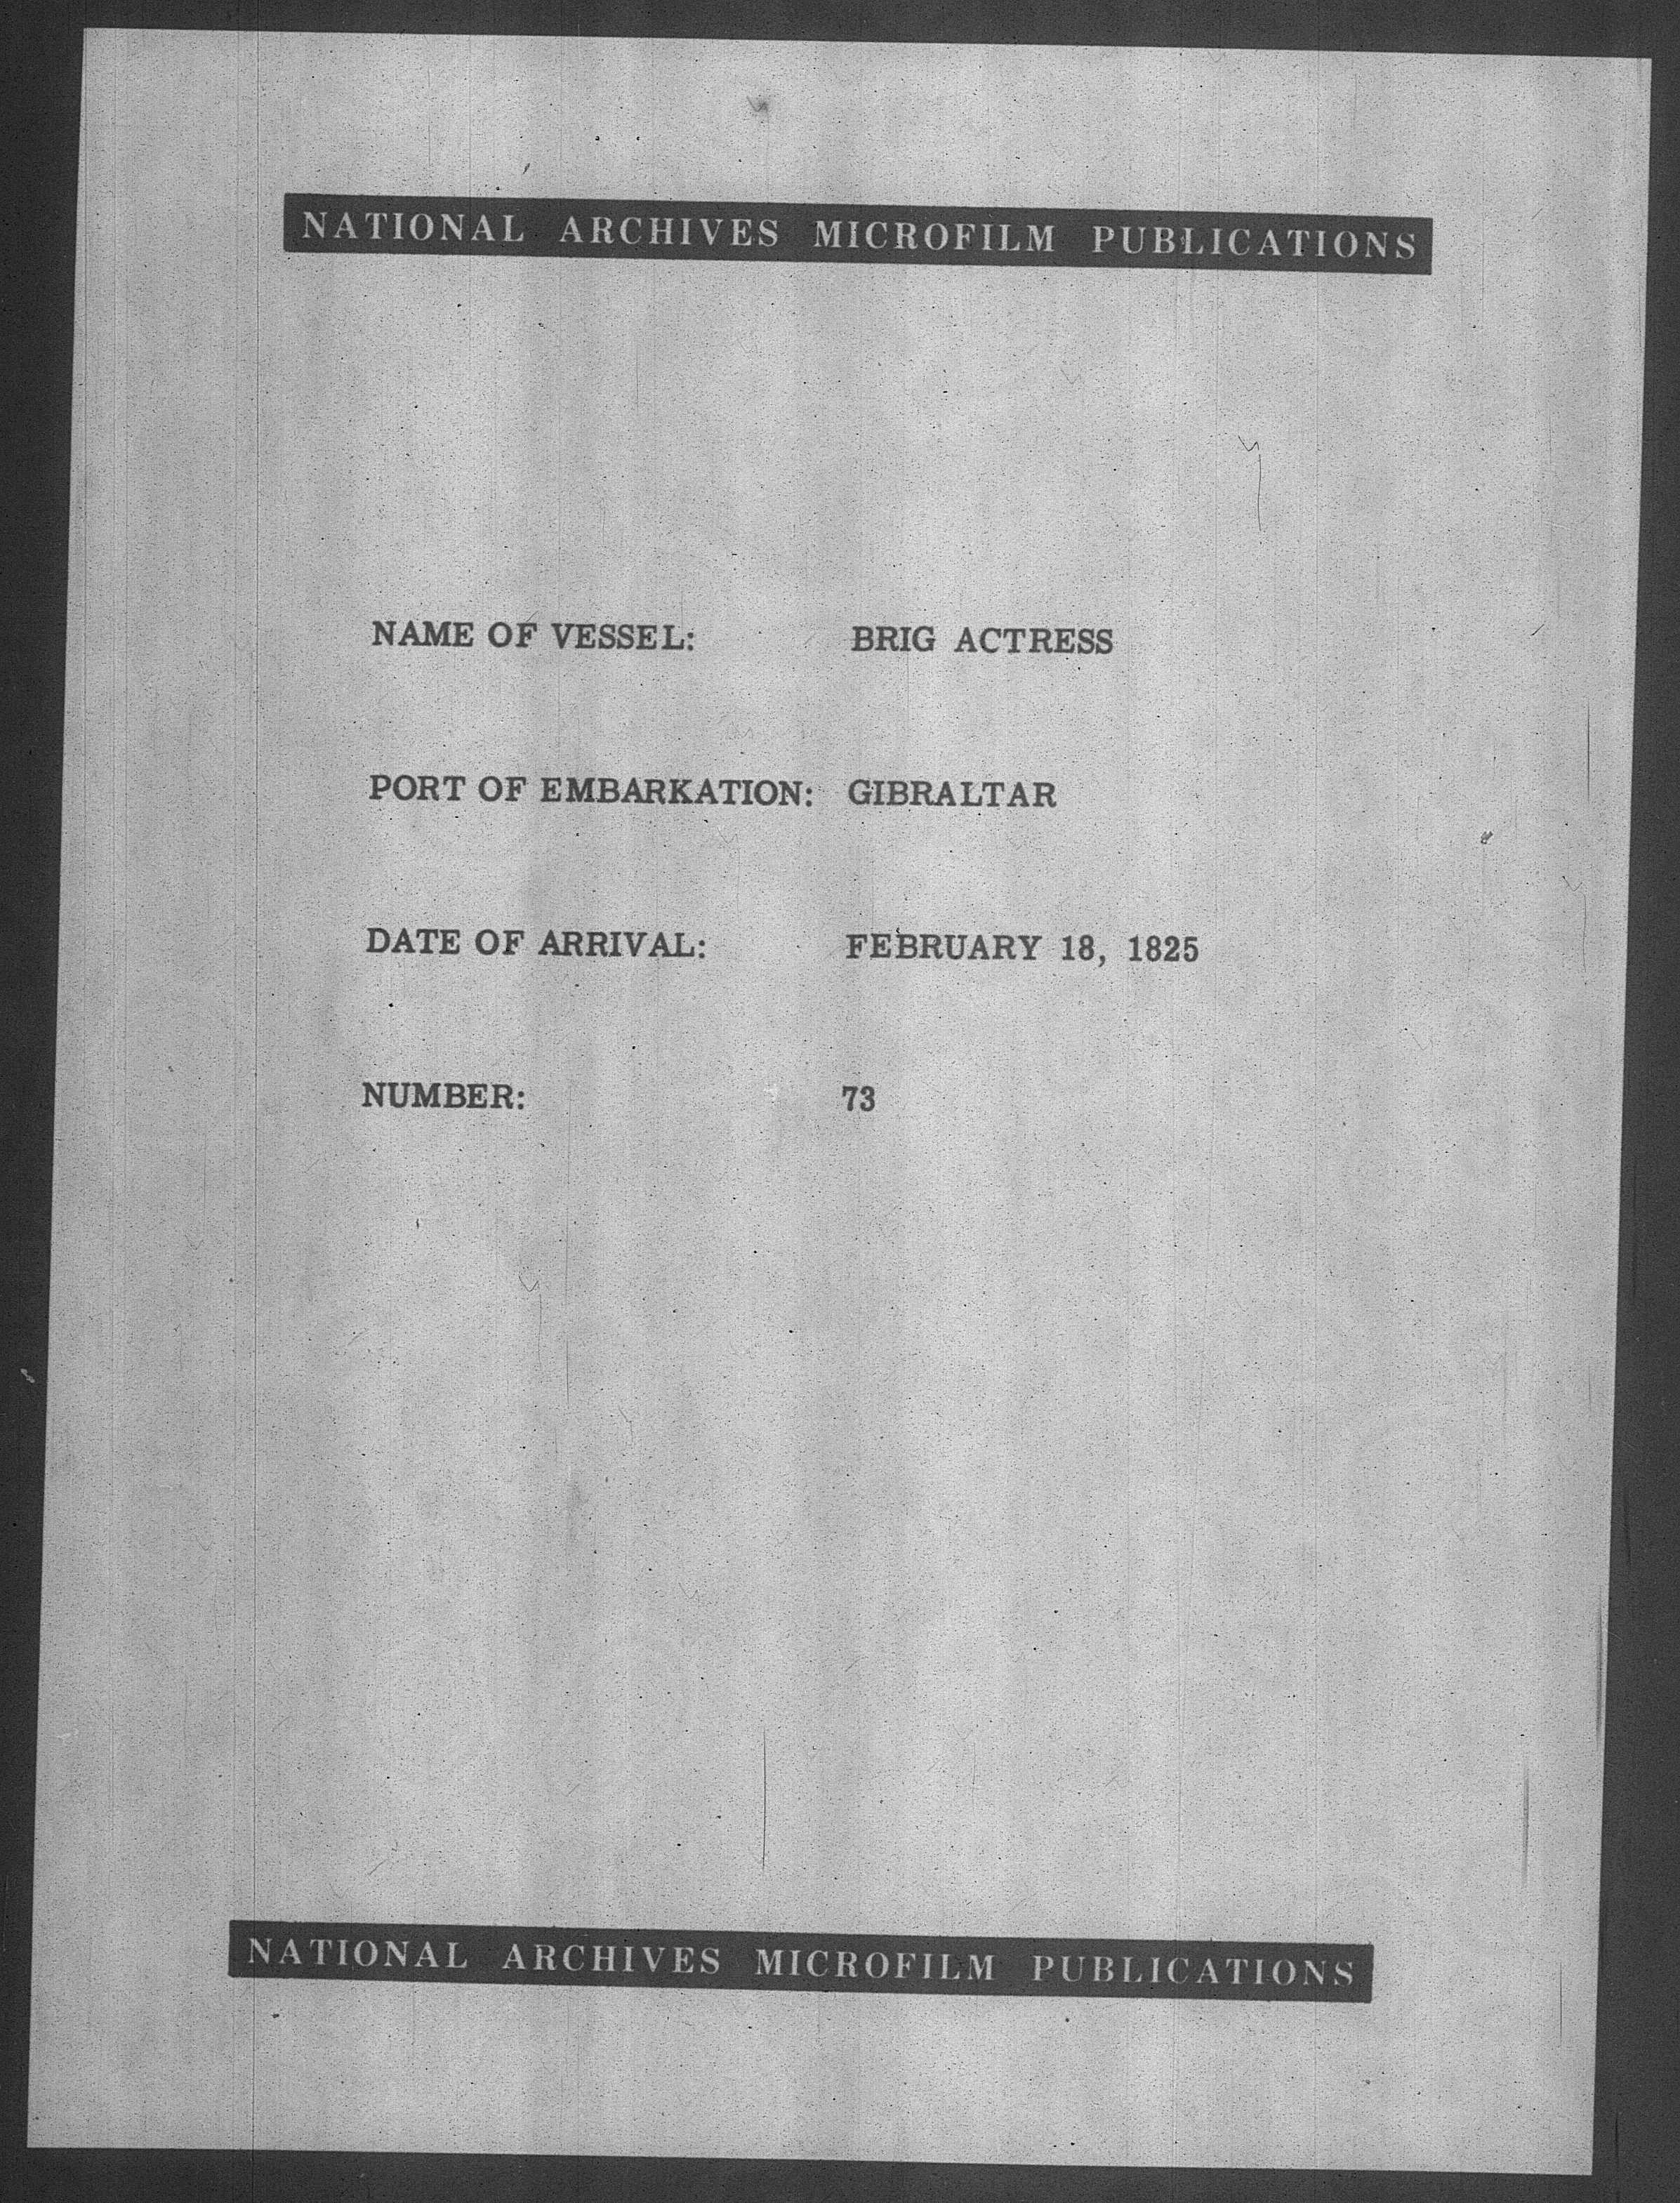 NATIONAL ARCHIVES MICROFILM PUBLICATIONS
NAME OF VESSEL: BRIG ACTRESS
PORT OF EMBARKATION: GIBRALTAR
DATE OF ARRIVAL: FEBRUARY 18, 1825
NUMBER: 73
NATIONAL ARCHIVES MICROFILM PUBLICATIONS